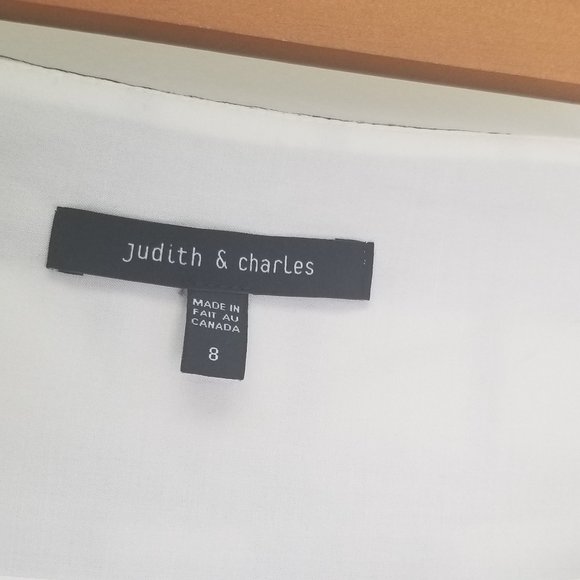 judith & charles
MADE IN
FAIT AU
CANADA
8